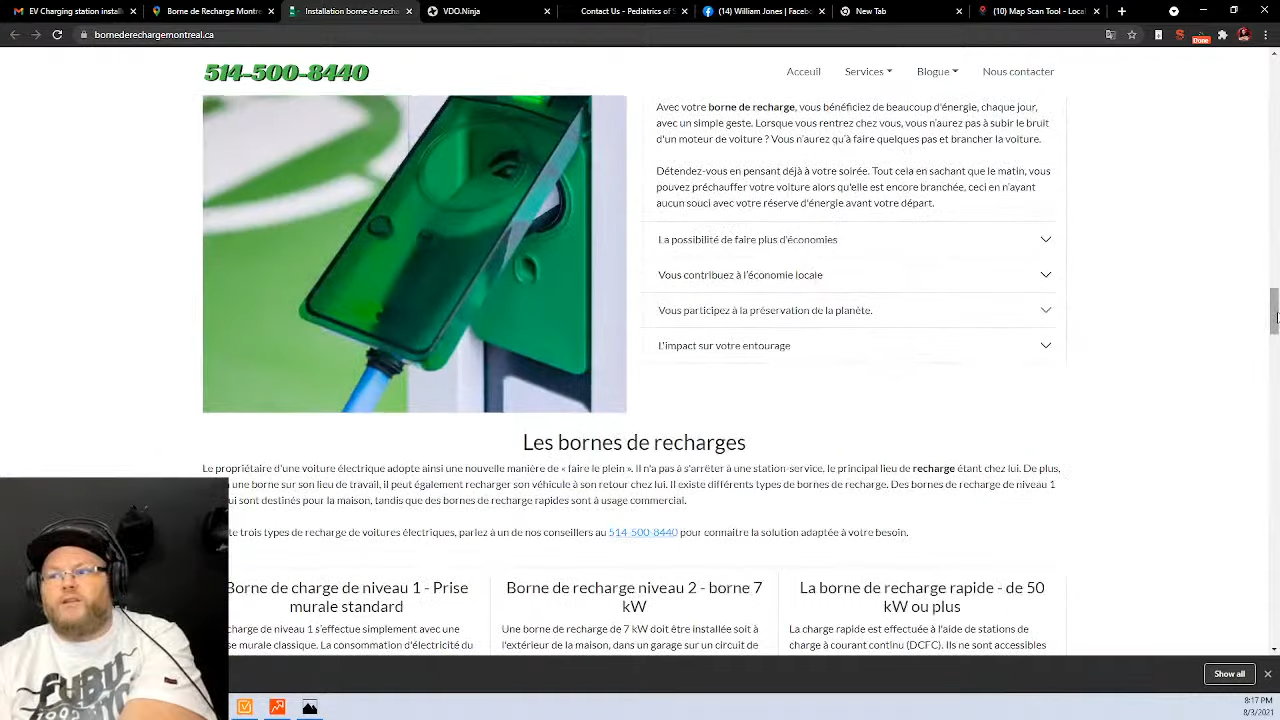 EV Charging station install
Borne de Recharge Montre
Installation borne de recha
VDO.Ninja
Contact Us - Pediatrics of S
(14) William Jones | Faceb
New Tab
(10) Map Scan Tool - Local
bornederechargemontreal.ca
Done
514-500-8440
Acceuil
Services
Blogue
Nous contacter
Avec votre borne de recharge, vous bénéficiez de beaucoup d'énergie, chaque jour,
avec un simple geste. Lorsque vous rentrez chez vous, vous n'aurez pas à subir le bruit
d'un moteur de voiture ? Vous n'aurez qu'à faire quelques pas et brancher la voiture.
Détendez-vous en pensant déjà à votre soirée. Tout cela en sachant que le matin, vous
pouvez préchauffer votre voiture alors qu'elle est encore branchée, ceci en n'ayant
aucun souci avec votre réserve d'énergie avant votre départ.
La possibilité de faire plus d'économies
Vous contribuez à l'économie locale
Vous participez à la préservation de la planète.
L'impact sur votre entourage
Les bornes de recharges
Le propriétaire d'une voiture électrique adopte ainsi une nouvelle manière de « faire le plein ». Il n'a pas à s'arrêter à une station-service, le principal lieu de recharge étant chez lui. De plus,
une borne sur son lieu de travail, il peut également recharger son véhicule à son retour chez lui. Il existe différents types de bornes de recharge. Des bornes de recharge de niveau 1
ui sont destinés pour la maison, tandis que des bornes de recharges rapides sont à usage commercial.
te trois types de recharge de voitures électriques, parlez à un de nos conseillers au 514-500-8440 pour connaitre la solution adaptée à votre besoin.
Borne de charge de niveau 1 - Prise
murale standard
Borne de recharge niveau 2 - borne 7
kW
La borne de recharge rapide - de 50
kW ou plus
charge de niveau 1 s'effectue simplement avec une
se murale classique. La consommation d'électricité du
Une borne de recharge de 7 kW doit être installée soit à
l'extérieur de la maison, dans un garage sur un circuit de
La charge rapide est effectuée à l'aide de stations de
charge à courant continu (DCFC). Ils ne sont accessibles
FUBU
1992
Show all
8:17 PM
8/3/2021